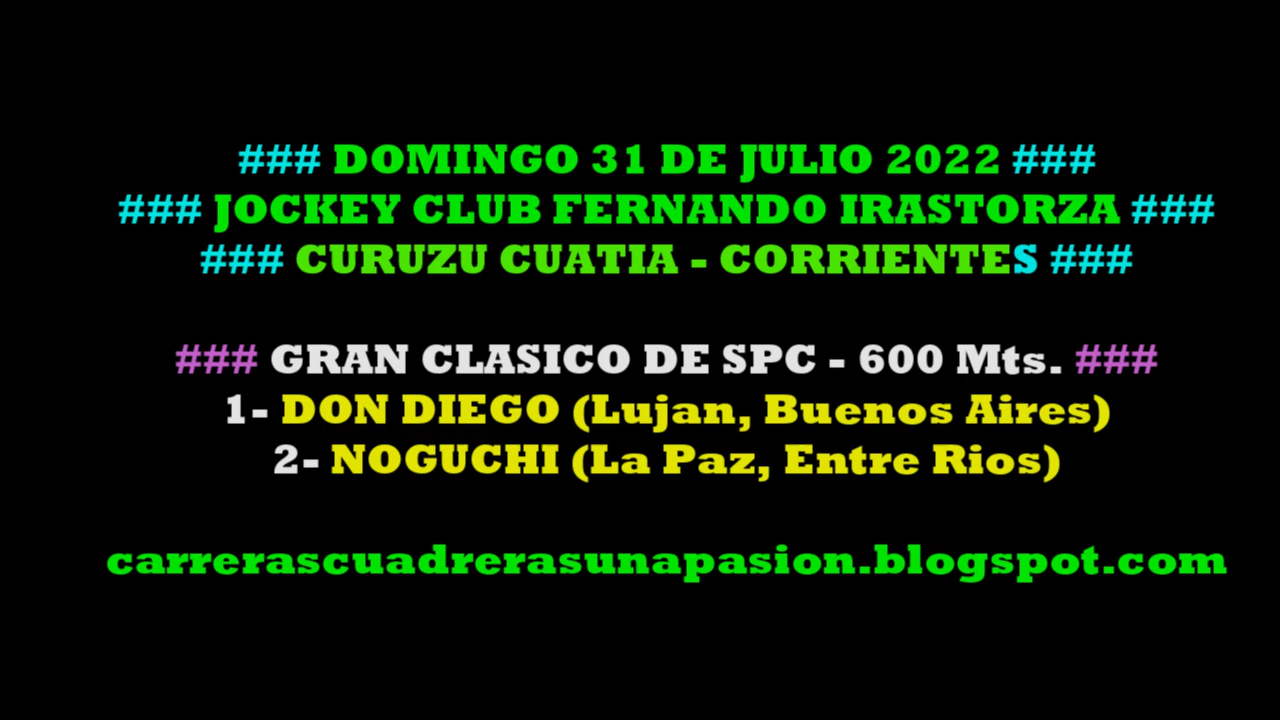 ### DOMINGO 31 DE JULIO 2022 ###
### JOCKEY CLUB FERNANDO IRASTORZA ###
### CURUZU CUATIA - CORRIENTES ###
### GRAN CLASICO DE SPC - 600 Mts. ###
1- DON DIEGO (Lujan, Buenos Aires)
2- NOGUCHI (La Paz, Entre Rios)
carrerascuadrerasunapasion.blogspot.com